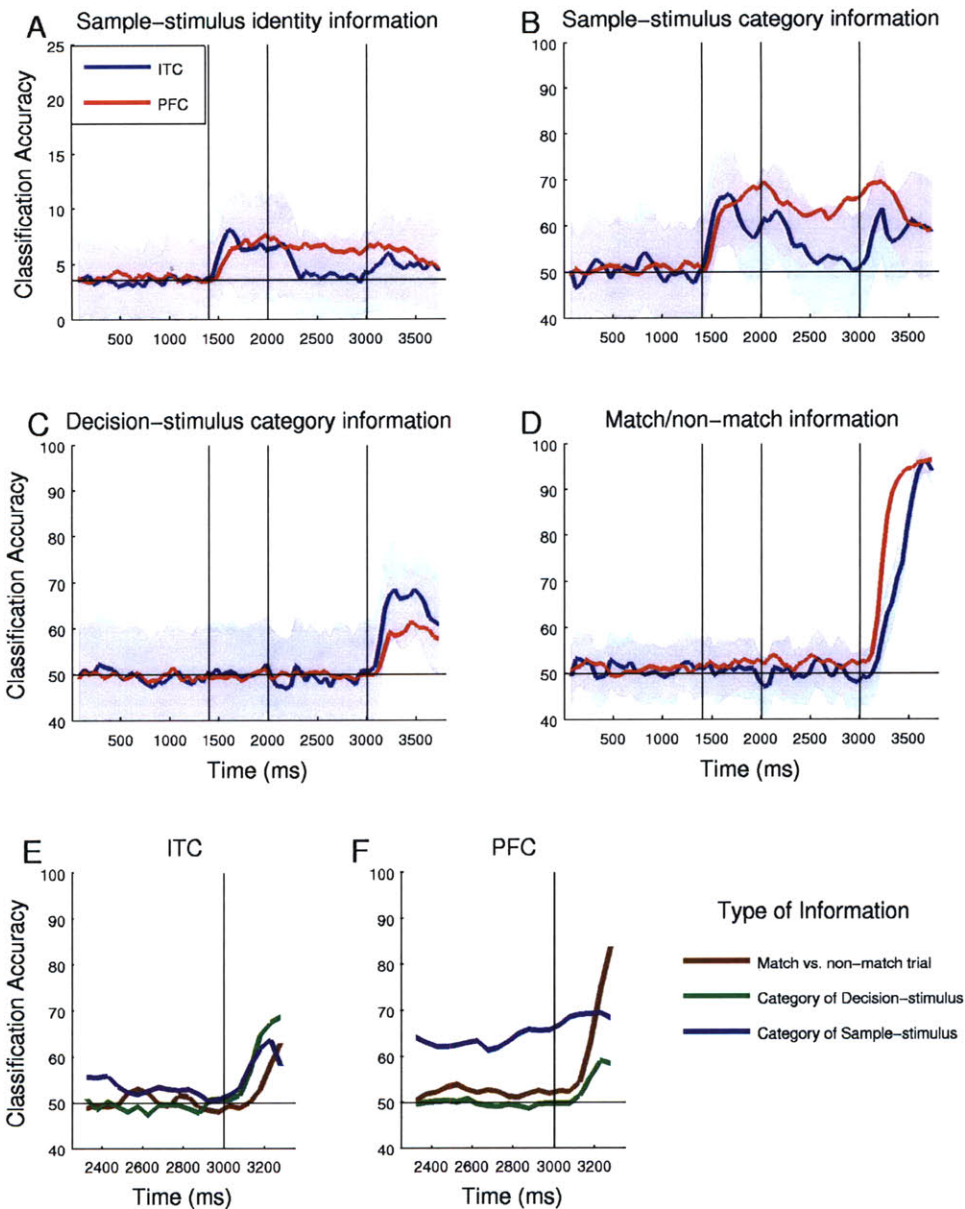 A Sample−stimulus identity information
25
20
15
10
5
0
Classification Accuracy
ITC
PFC
500 1000 1500 2000 2500 3000 3500
B Sample−stimulus category information
100
90
80
70
60
50
40
500 1000 1500 2000 2500 3000 3500
C Decision−stimulus category information
100
90
80
70
60
50
40
Classification Accuracy
500 1000 1500 2000 2500 3000 3500
Time (ms)
D Match/non−match information
100
90
80
70
60
50
40
500 1000 1500 2000 2500 3000 3500
Time (ms)
E ITC
100
90
80
70
60
50
40
Classification Accuracy
2400 2600 2800 3000 3200
Time (ms)
F PFC
100
90
80
70
60
50
40
2400 2600 2800 3000 3200
Time (ms)
Type of Information
Match vs. non−match trial
Category of Decision−stimulus
Category of Sample−stimulus